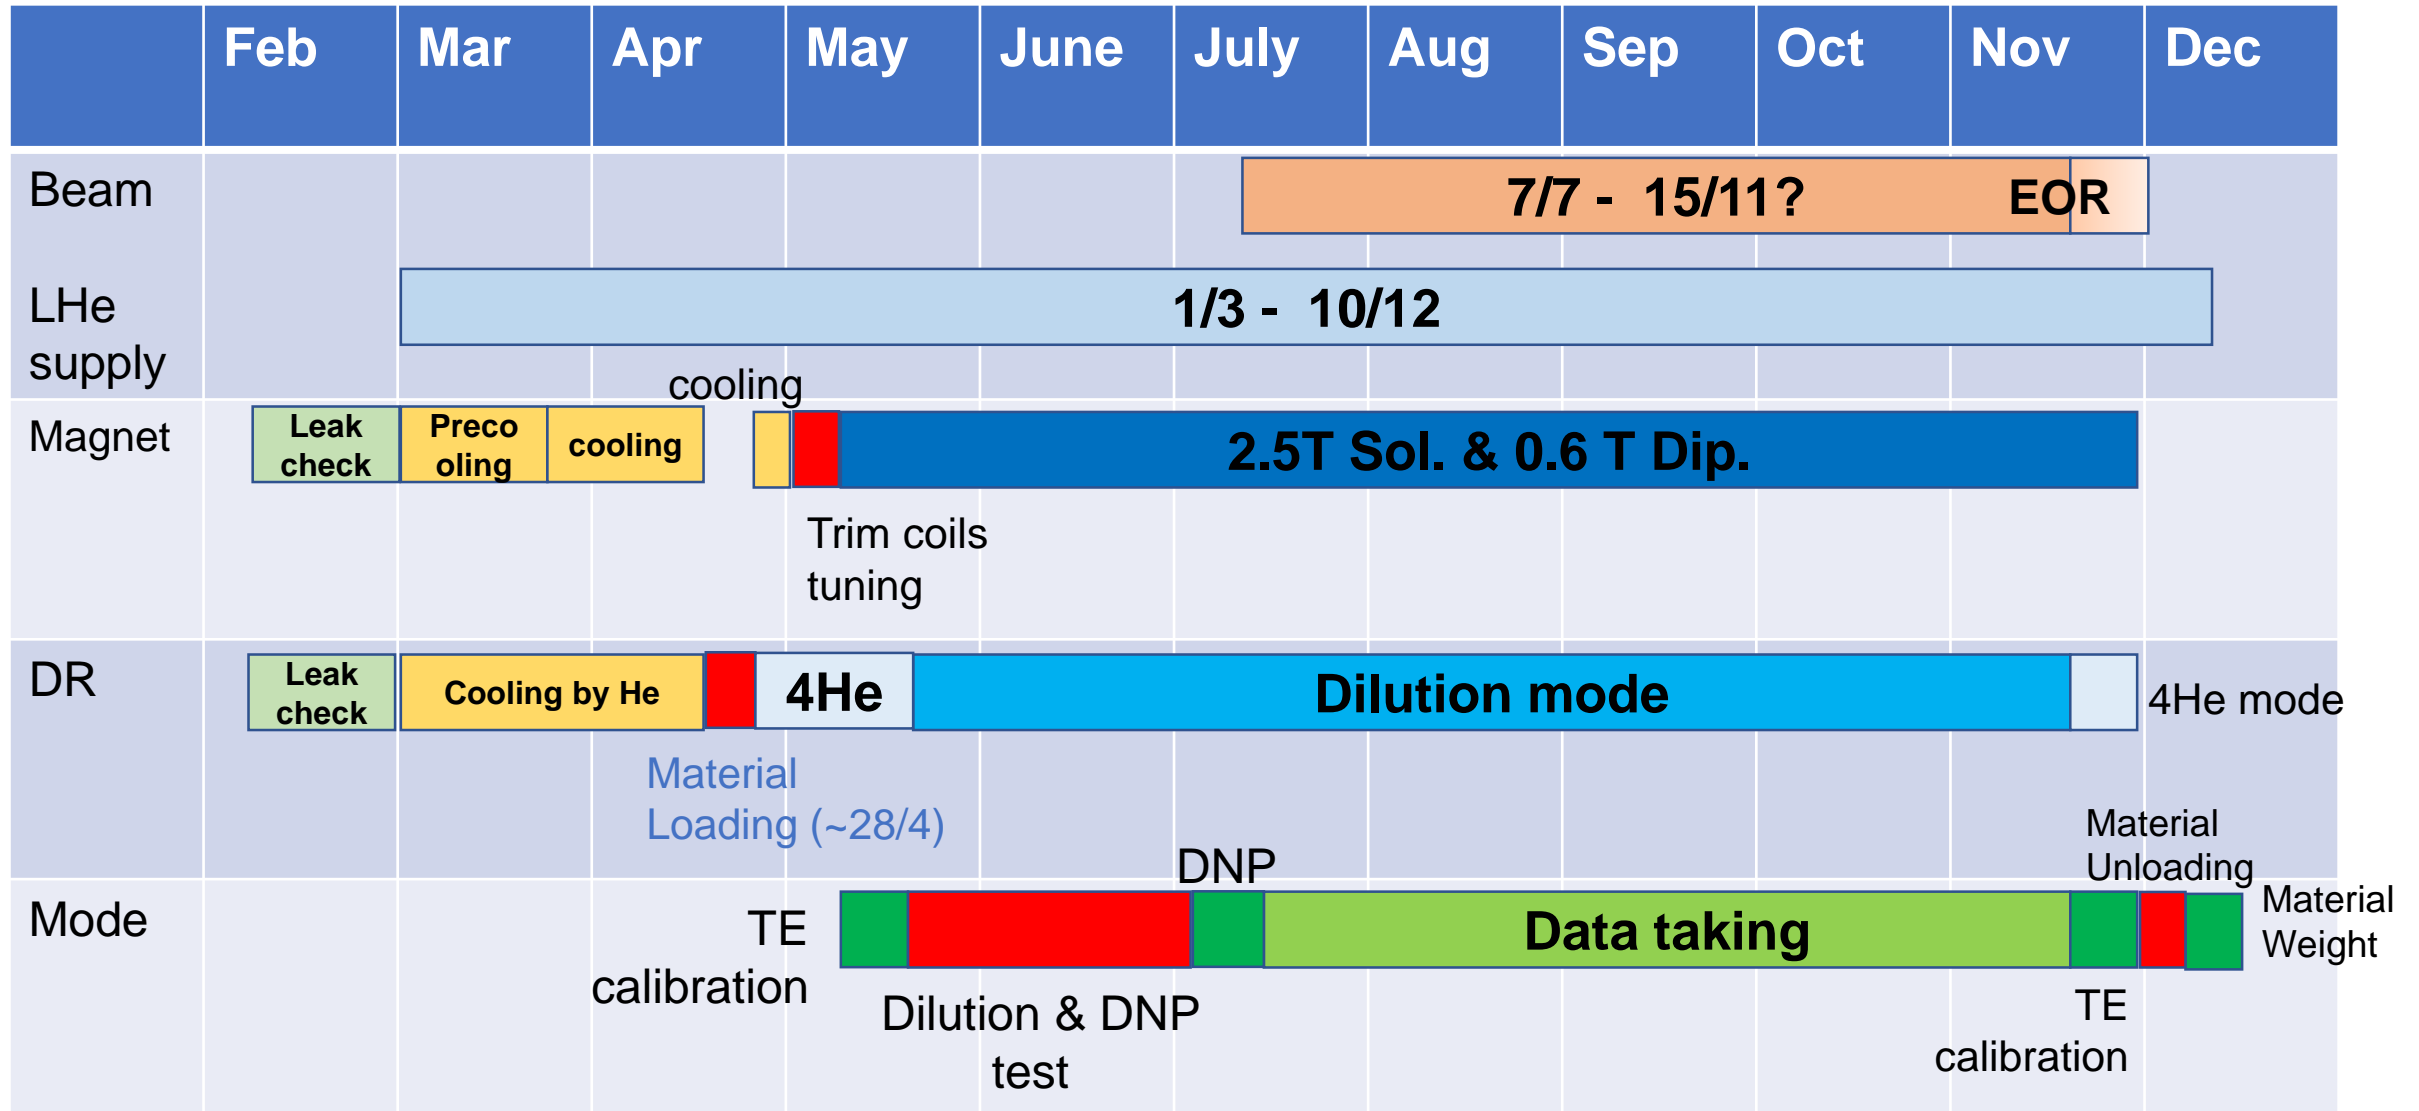 Feb Mar Apr May June July Aug Sep Oct Nov Dec
Beam
7/7 - 15/11?
EOR
LHe
supply
1/3 - 10/12
Magnet
Leak
check
Preco
oling
cooling
cooling
2.5T Sol. & 0.6 T Dip.
Trim coils
tuning
DR
Leak
check
Cooling by He
4He
Dilution mode
4He mode
Material
Loading (~28/4)
Material
Unloading
Mode
TE
calibration
Dilution & DNP
test
DNP
Data taking
TE
calibration
Material
Weight